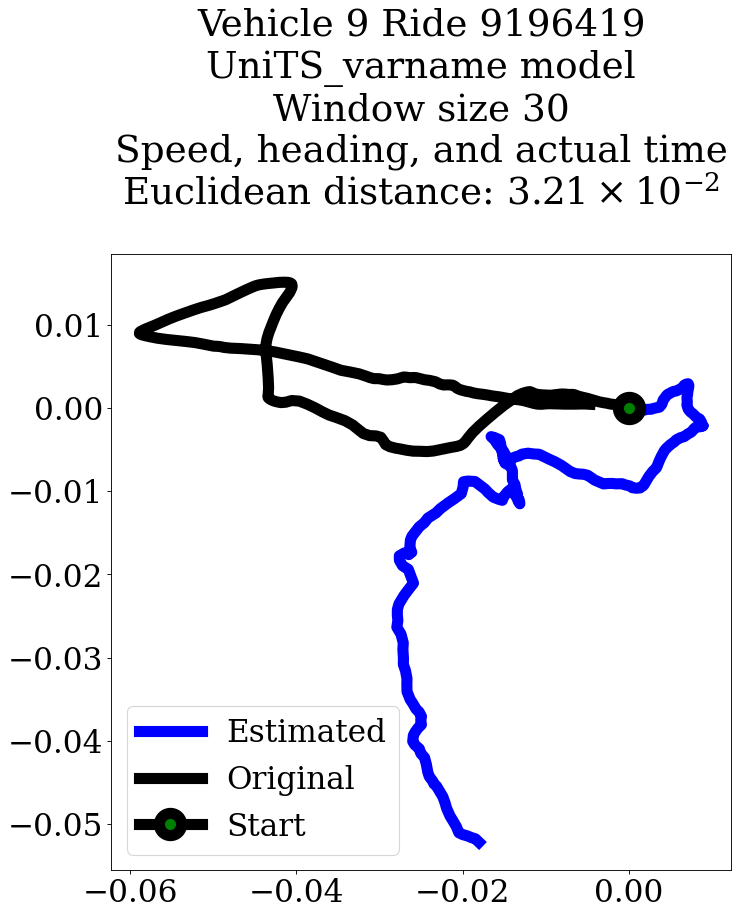 Vehicle 9 Ride 9196419
UniTS_varname model
Window size 30
Speed, heading, and actual time
Euclidean distance: 3.21 × 10⁻²
0.01
0.00
−0.01
−0.02
−0.03
−0.04
−0.05
Estimated
Original
Start
−0.06 −0.04 −0.02 0.00